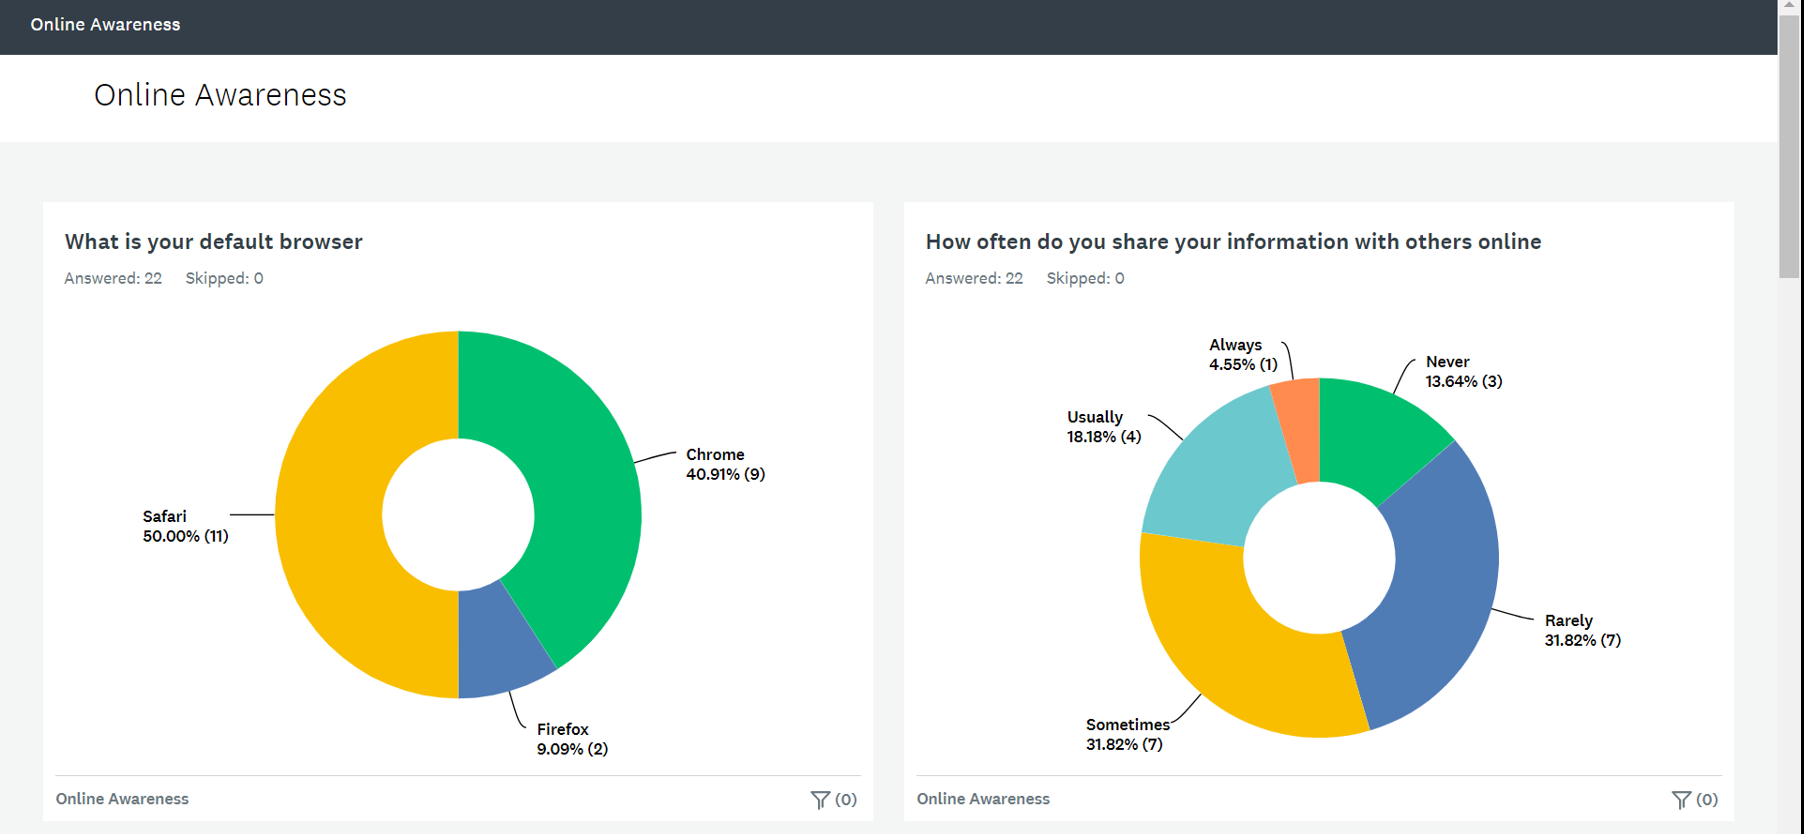 Online Awareness
Online Awareness
What is your default browser
Answered: 22 Skipped: 0
Chrome
40.91% (9)
Safari
50.00% (11)
Firefox
9.09% (2)
Online Awareness
(0)
How often do you share your information with others online
Answered: 22 Skipped: 0
Always
4.55% (1)
Never
13.64% (3)
Usually
18.18% (4)
Rarely
31.82% (7)
Sometimes
31.82% (7)
Online Awareness
(0)